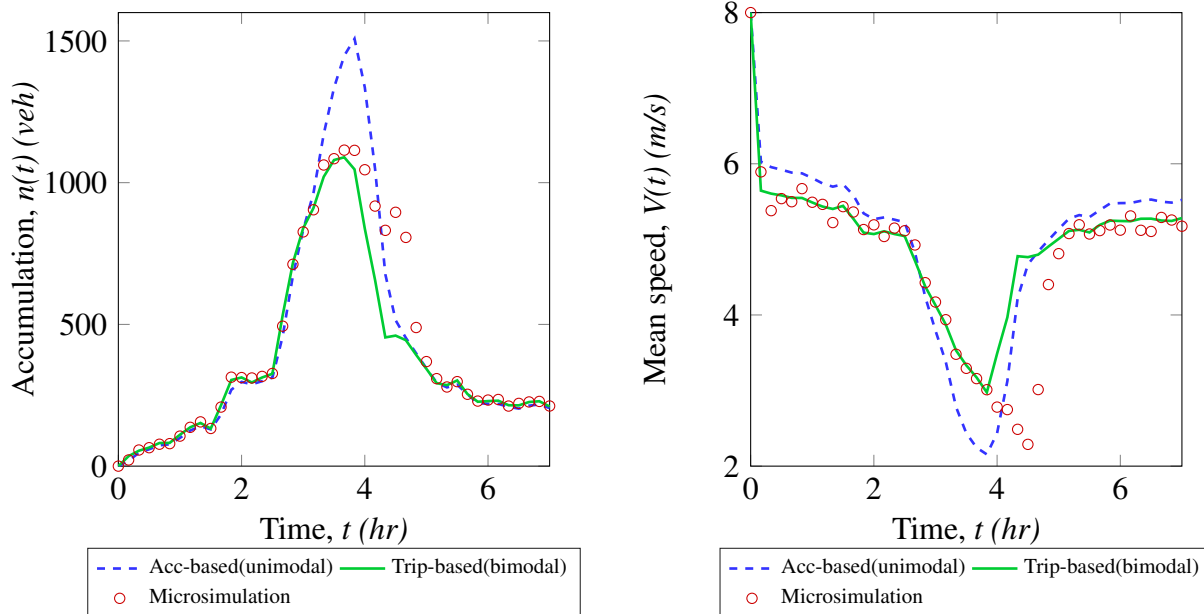 1500
1000
500
0
0 2 4 6
Accumulation, n(t) (veh)
Time, t (hr)
Acc-based(unimodal) Trip-based(bimodal)
Microsimulation
8
6
4
2
0 2 4 6
Mean speed, V(t) (m/s)
Time, t (hr)
Acc-based(unimodal) Trip-based(bimodal)
Microsimulation